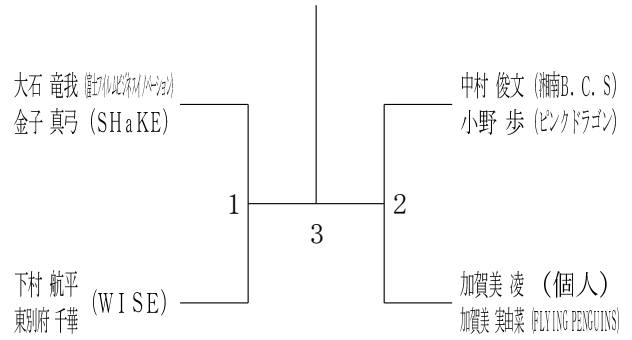 大石 竜我 (富士フイルムビジネスイノベーション)
金子 真弓 (SHaKE)
下村 航平
東別府 千華
(WISE)
1
3
2
中村 俊文 (湘南B.C.S)
小野 歩 (ピンクドラゴン)
加賀美 凌 (個人)
加賀美 実由菜 (FLYING PENGUINS)